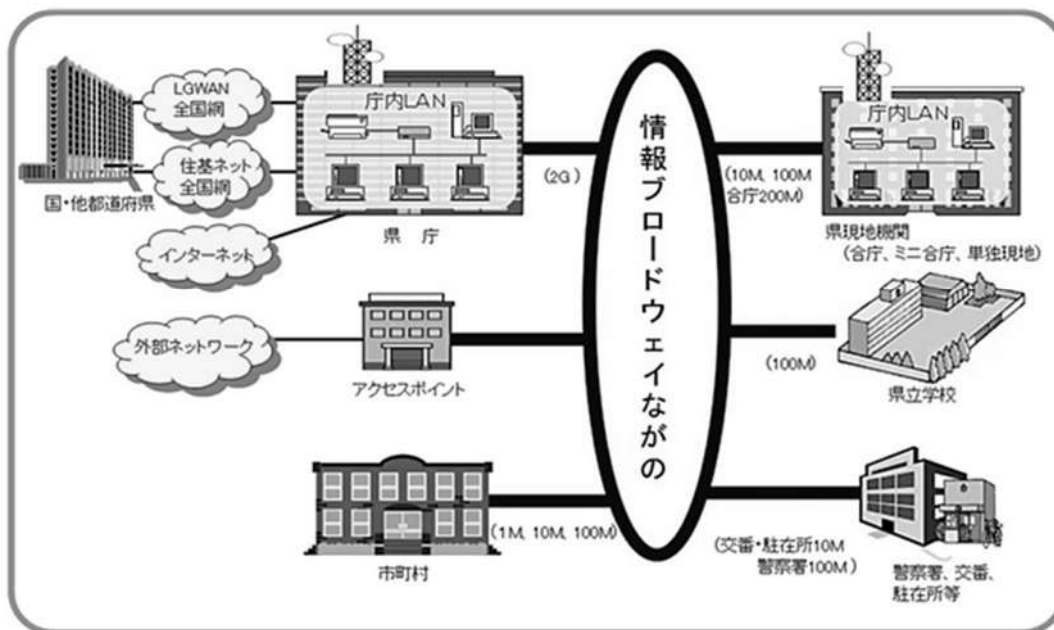 LGWAN
全国網
住基ネット
全国網
国・他都道府県
インターネット
庁内LAN
県 庁
(2G)
外部ネットワーク
アクセスポイント
市町村
(1M, 10M, 100M)
情報ブロードウェイながの
庁内LAN
(10M, 100M
合庁200M)
県現地機関
(合庁、ミニ合庁、単独現地)
(100M)
県立学校
(交番・駐在所10M
警察署100M)
警察署、交番、
駐在所等